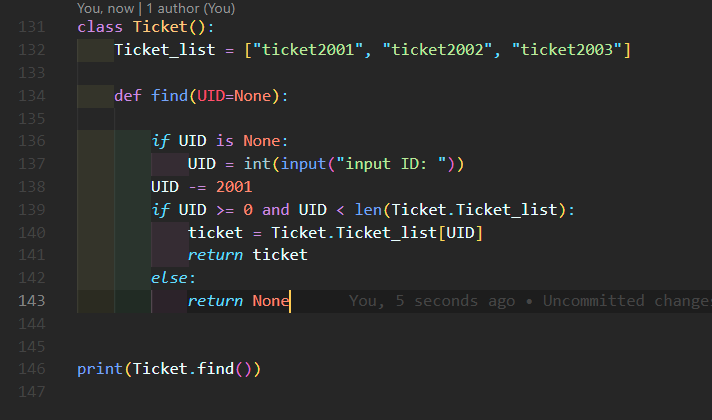 You, now | 1 author (You)
131 class Ticket():
132     Ticket_list = ["ticket2001", "ticket2002", "ticket2003"]
133
134     def find(UID=None):
135
136         if UID is None:
137             UID = int(input("input ID: "))
138         UID -= 2001
139         if UID >= 0 and UID < len(Ticket.Ticket_list):
140             ticket = Ticket.Ticket_list[UID]
141             return ticket
142         else:
143             return None     You, 5 seconds ago • Uncommitted changes
144
145
146 print(Ticket.find())
147